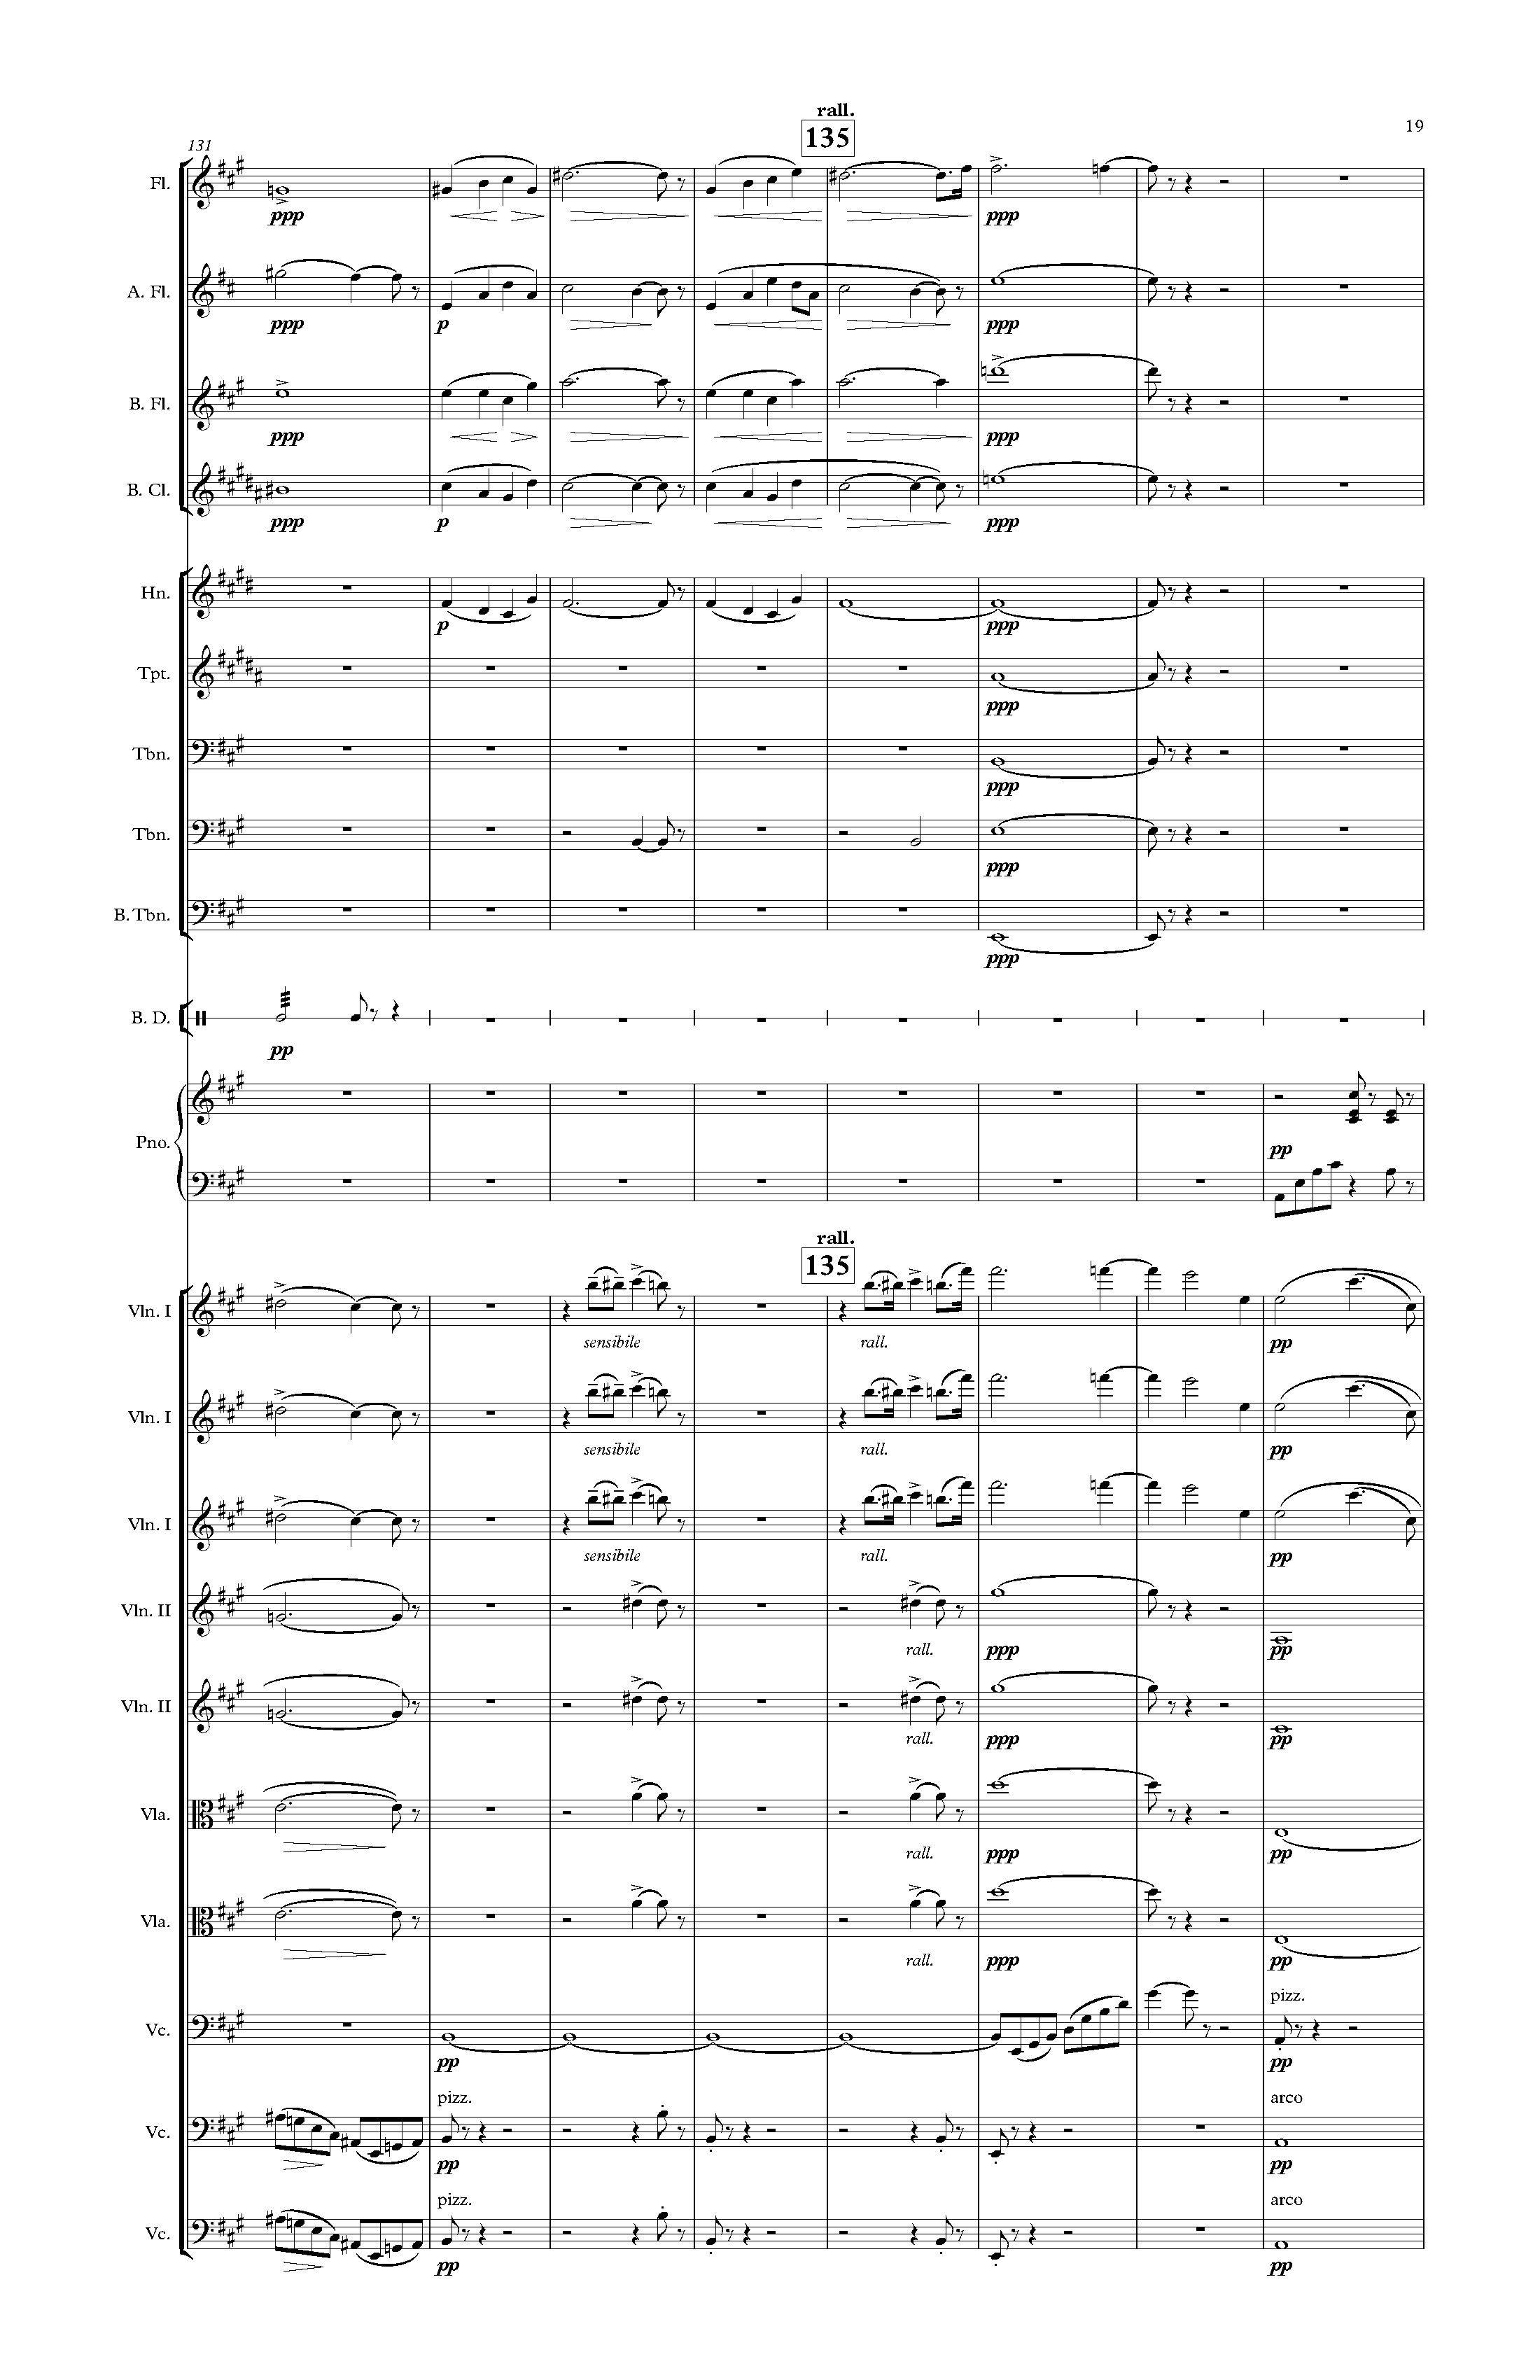 rall.
19
135
131
Fl.
ppp
ppp
A. Fl.
ppp
p
ppp
B. Fl.
ppp
ppp
B. Cl.
ppp
p
ppp
Hn.
p
ppp
Tpt.
ppp
Tbn.
ppp
Tbn.
ppp
B. Tbn.
ppp
B. D.
pp
Pno.
pp
rall.
135
Vln. I
sensibile
rall.
pp
Vln. I
sensibile
rall.
pp
Vln. I
sensibile
rall.
pp
Vln. II
rall.
ppp
pp
Vln. II
rall.
ppp
pp
Vla.
rall.
ppp
pp
Vla.
rall.
ppp
pp
pizz.
Vc.
pp
pp
pizz.
arco
Vc.
pp
pp
pizz.
arco
Vc.
pp
pp